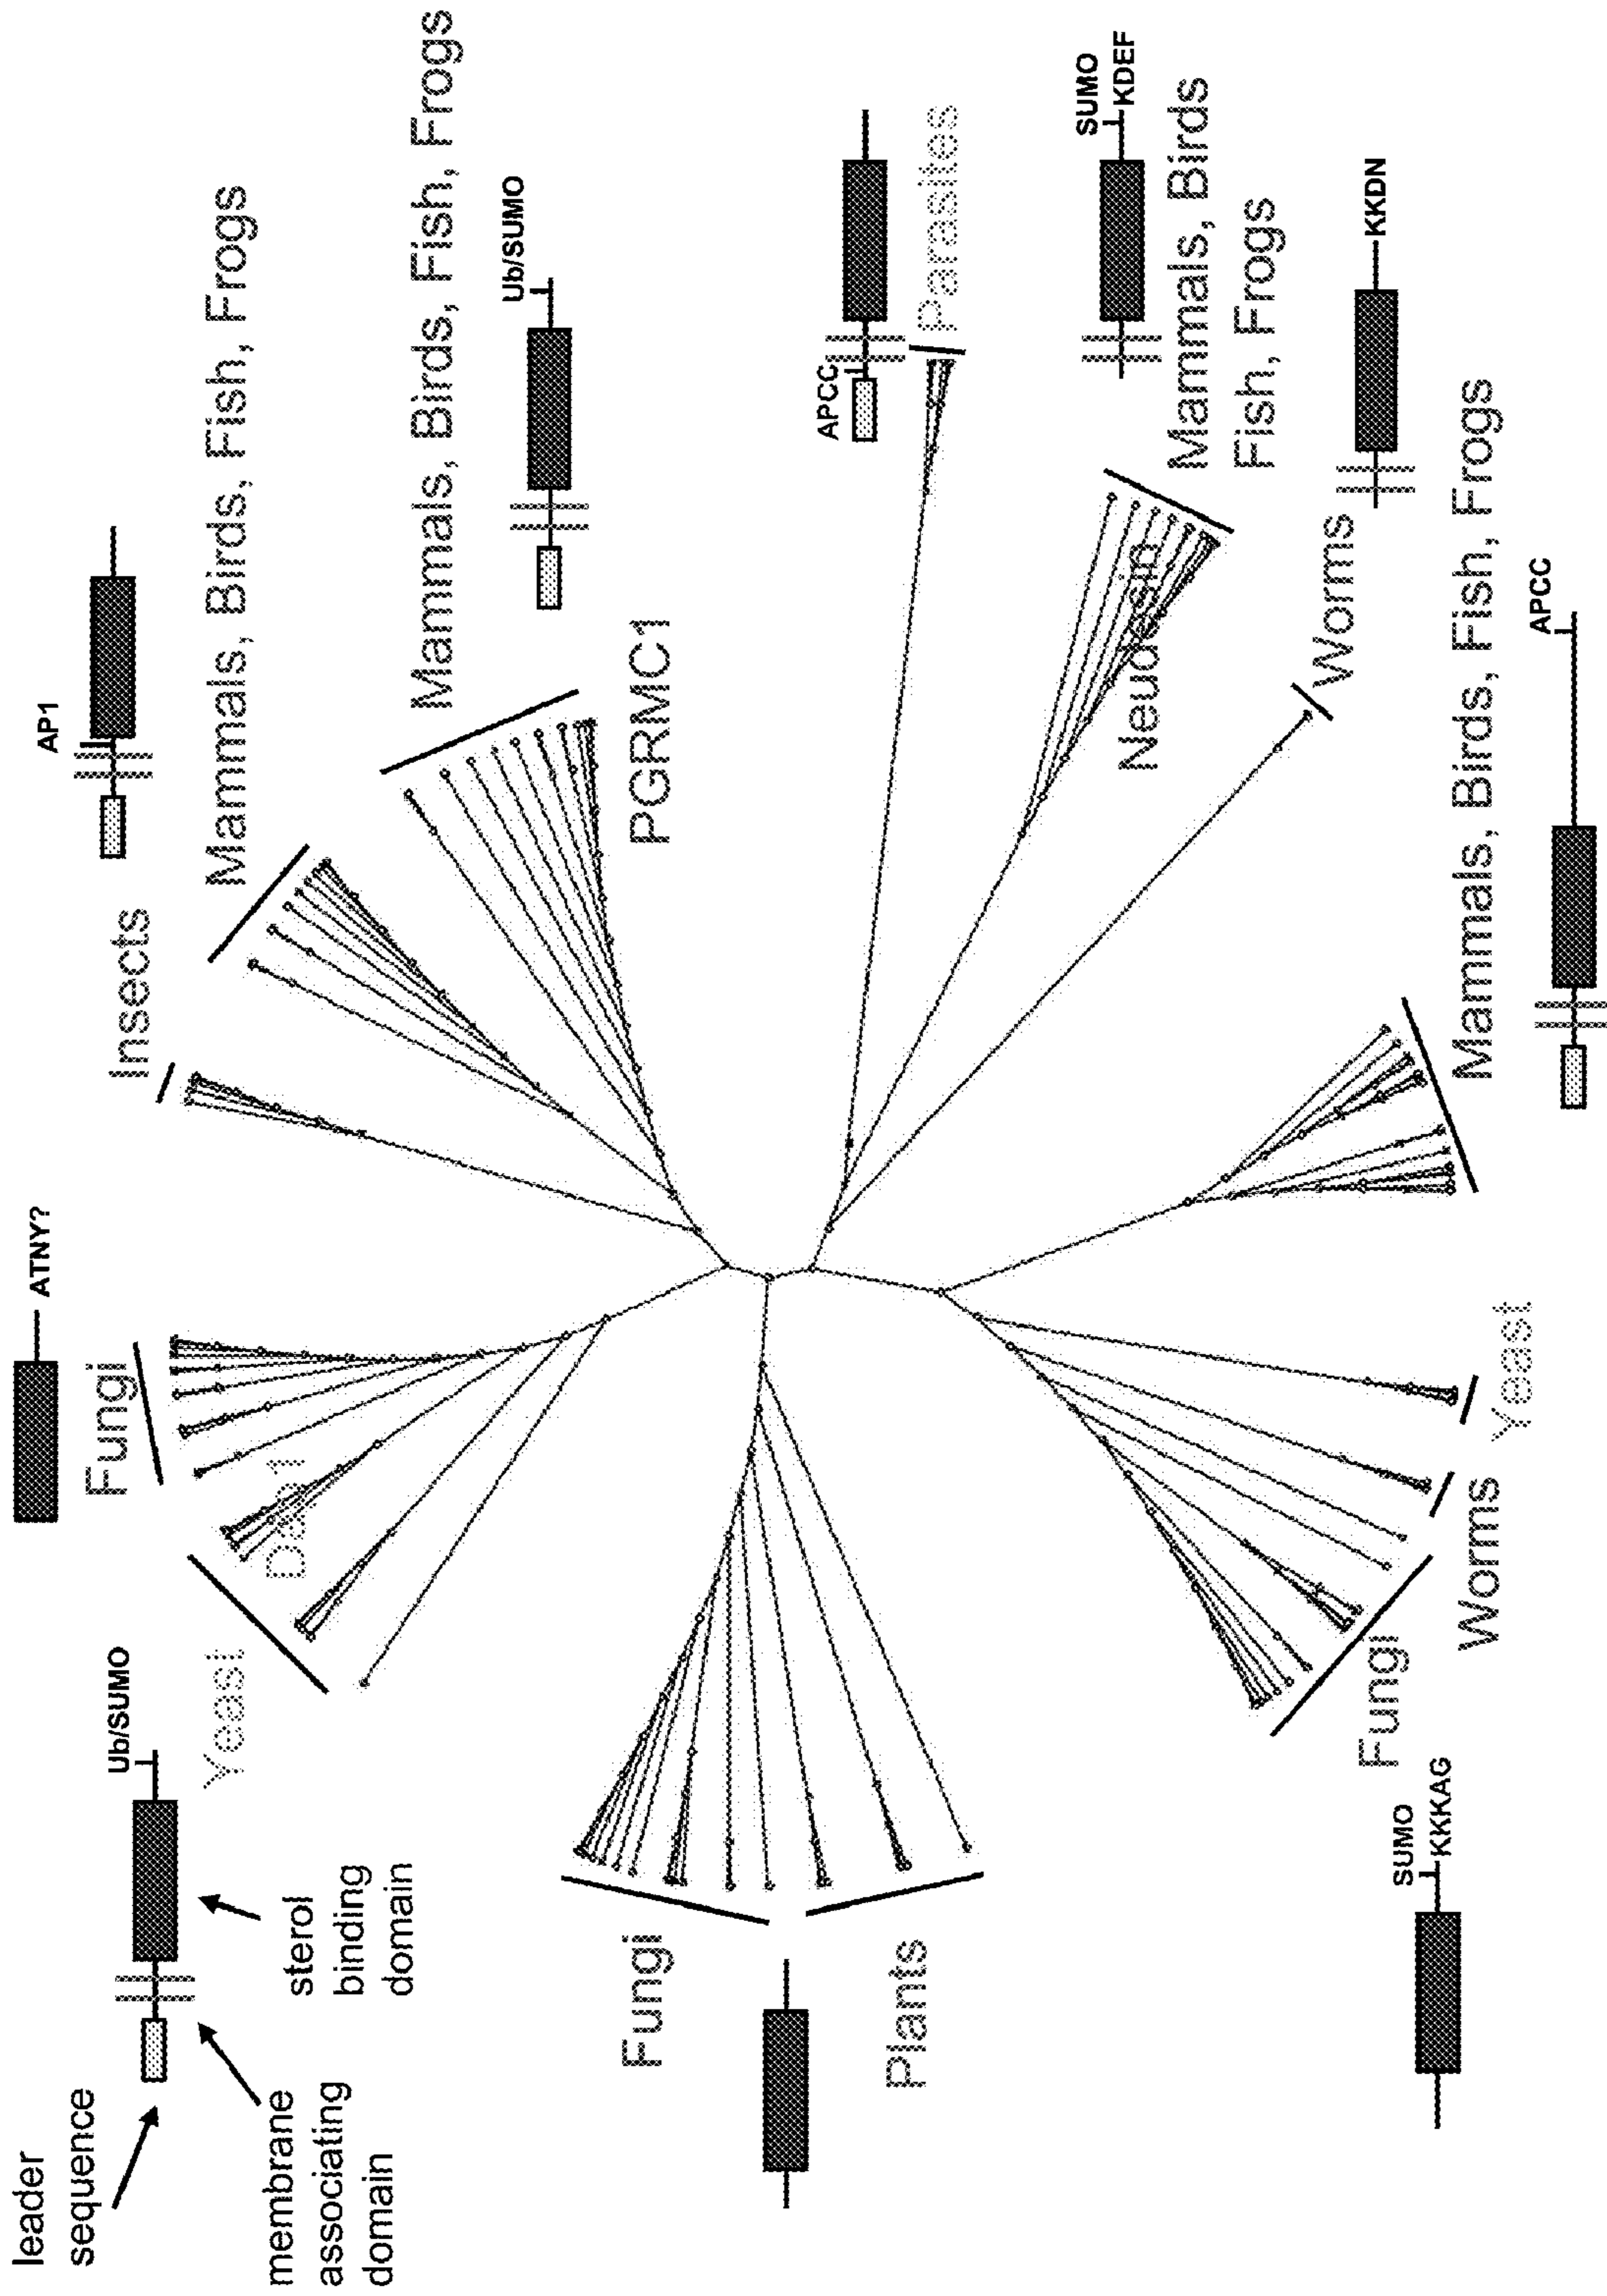 leader
sequence
membrane
associating
domain
sterol
binding
domain
Ub/SUMO
Yeast
Dap1
Fungi
ATNY?
Insects
AP1
Mammals, Birds, Fish, Frogs
Mammals, Birds, Fish, Frogs
Ub/SUMO
PGRMC1
Fungi
Plants
APCC
Parasites
SUMO
KDEF
Neudesin
Mammals, Birds
Fish, Frogs
Worms
KKDN
SUMO
KKKAG
Fungi
Worms
Yeast
Mammals, Birds, Fish, Frogs
APCC